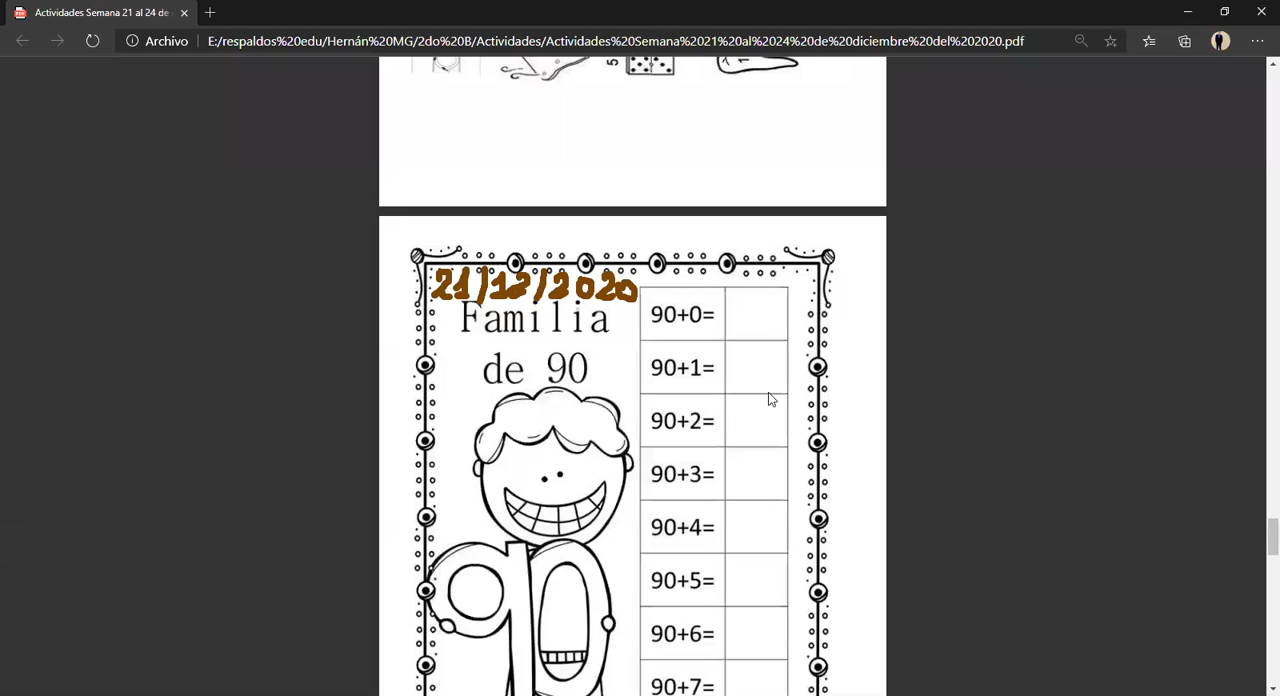 Actividades Semana 21 al 24 de
Archivo
E:/respaldos%20edu/Hernán%20MG/2do%20B/Actividades/Actividades%20Semana%2021%20al%2024%20de%20diciembre%20del%202020.pdf
5
21/12/2020
Familia
de 90
90+0=
90+1=
90+2=
90+3=
90+4=
90+5=
90+6=
90+7=
90